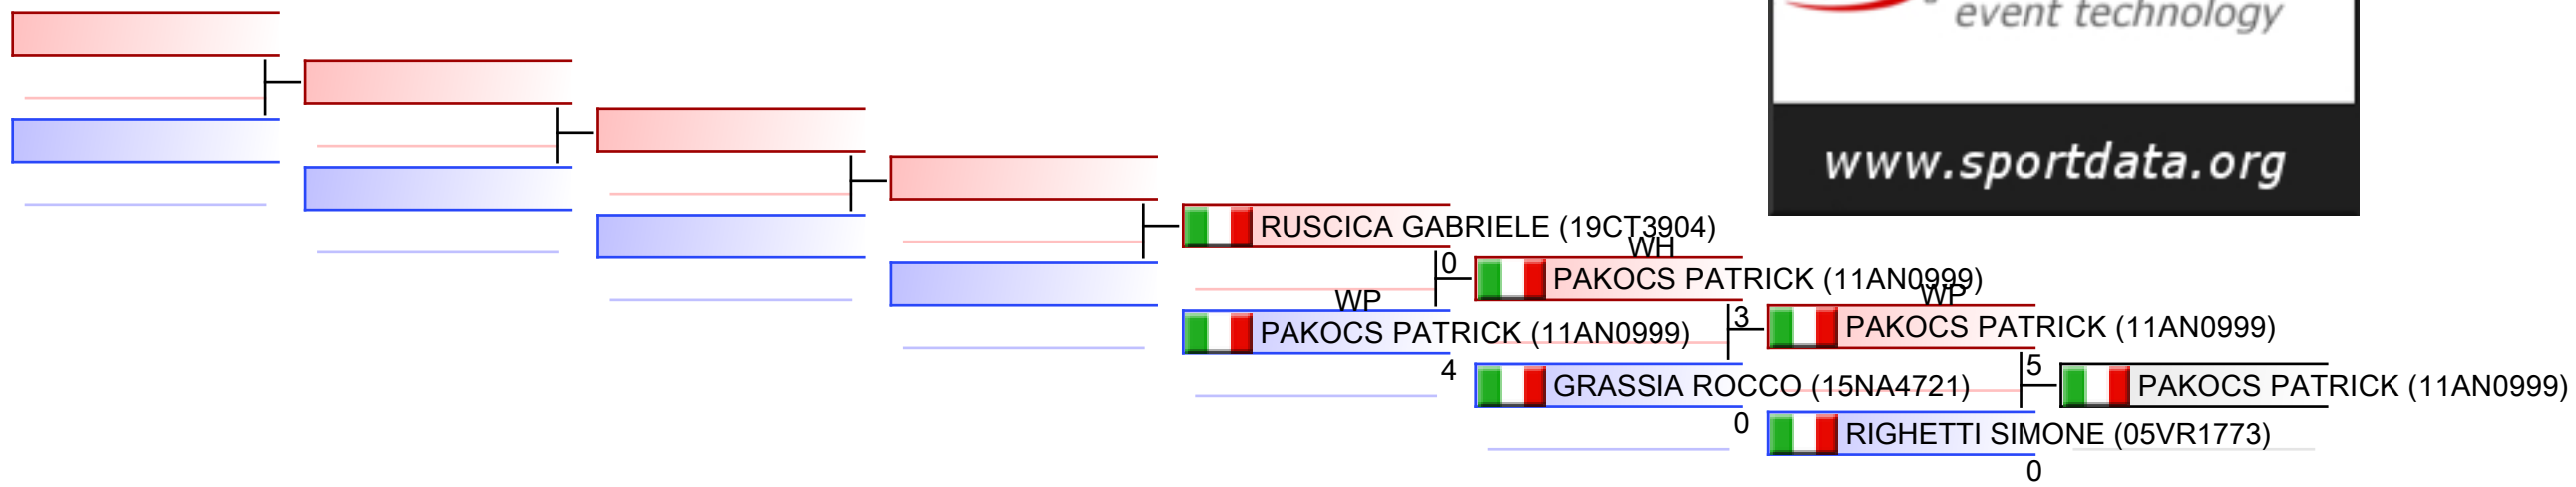 event technology
www.sportdata.org
RUSCICA GABRIELE (19CT3904)
WH
0
PAKOCS PATRICK (11AN0999)
WP
WP
PAKOCS PATRICK (11AN0999)
3
PAKOCS PATRICK (11AN0999)
4
GRASSIA ROCCO (15NA4721)
5
PAKOCS PATRICK (11AN0999)
0
RIGHETTI SIMONE (05VR1773)
0